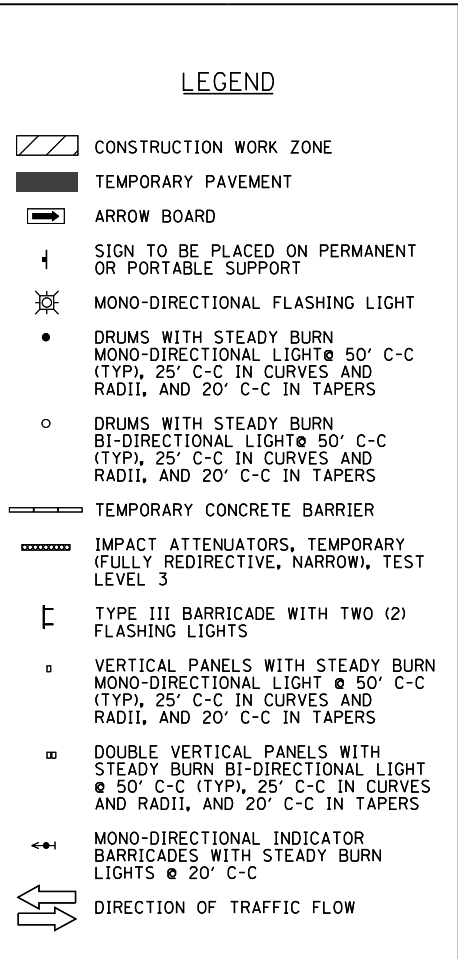 LEGEND
CONSTRUCTION WORK ZONE
TEMPORARY PAVEMENT
ARROW BOARD
SIGN TO BE PLACED ON PERMANENT
OR PORTABLE SUPPORT
MONO-DIRECTIONAL FLASHING LIGHT
DRUMS WITH STEADY BURN
MONO-DIRECTIONAL LIGHT@ 50' C-C
(TYP), 25' C-C IN CURVES AND
RADII, AND 20' C-C IN TAPERS
DRUMS WITH STEADY BURN
BI-DIRECTIONAL LIGHT@ 50' C-C
(TYP), 25' C-C IN CURVES AND
RADII, AND 20' C-C IN TAPERS
TEMPORARY CONCRETE BARRIER
IMPACT ATTENUATORS, TEMPORARY
(FULLY REDIRECTIVE, NARROW), TEST
LEVEL 3
TYPE III BARRICADE WITH TWO (2)
FLASHING LIGHTS
VERTICAL PANELS WITH STEADY BURN
MONO-DIRECTIONAL LIGHT @ 50' C-C
(TYP), 25' C-C IN CURVES AND
RADII, AND 20' C-C IN TAPERS
DOUBLE VERTICAL PANELS WITH
STEADY BURN BI-DIRECTIONAL LIGHT
@ 50' C-C (TYP), 25' C-C IN CURVES
AND RADII, AND 20' C-C IN TAPERS
MONO-DIRECTIONAL INDICATOR
BARRICADES WITH STEADY BURN
LIGHTS @ 20' C-C
DIRECTION OF TRAFFIC FLOW